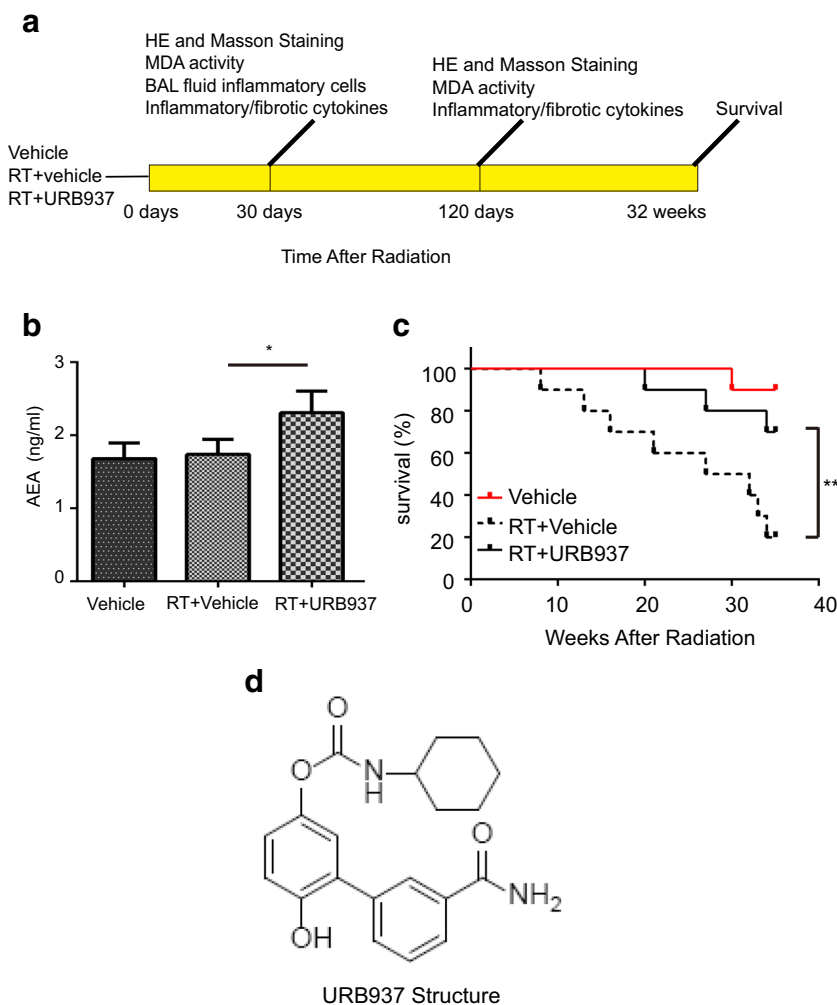 a
HE and Masson Staining
MDA activity
BAL fluid inflammatory cells
Inflammatory/fibrotic cytokines
HE and Masson Staining
MDA activity
Inflammatory/fibrotic cytokines
Survival
Vehicle
RT+vehicle
RT+URB937
0 days
30 days
120 days
32 weeks
Time After Radiation
b
3
2
1
0
AEA (ng/ml)
*
Vehicle
RT+Vehicle
RT+URB937
c
100
80
60
40
20
0
survival (%)
Vehicle
RT+Vehicle
RT+URB937
**
0
10
20
30
40
Weeks After Radiation
d
O
O
N
H
O
NH2
OH
URB937 Structure